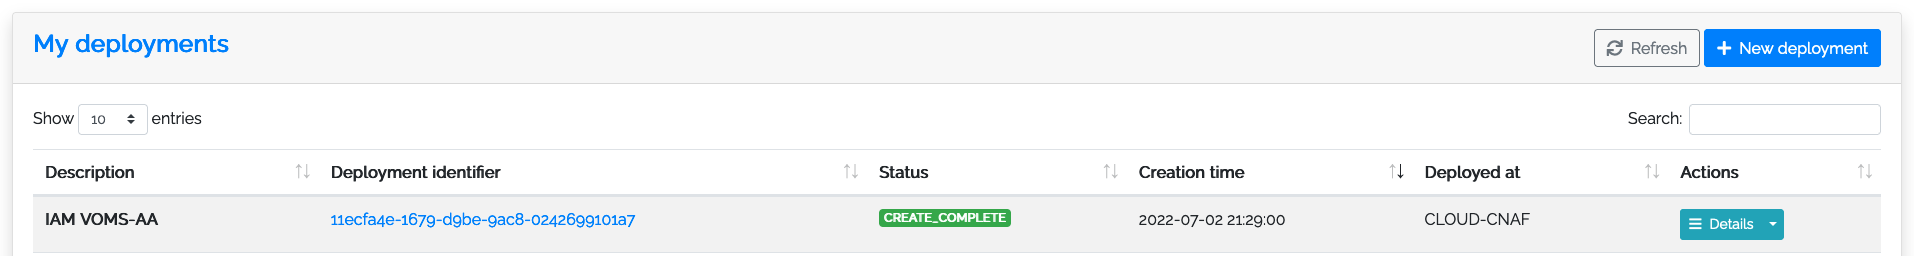 My deployments
Refresh
New deployment
Show 10 entries
Search:
Description Deployment identifier Status Creation time Deployed at Actions
IAM VOMS-AA 11ecfa4e-1679-d9be-9ac8-0242699101a7 CREATE_COMPLETE 2022-07-02 21:29:00 CLOUD-CNAF Details